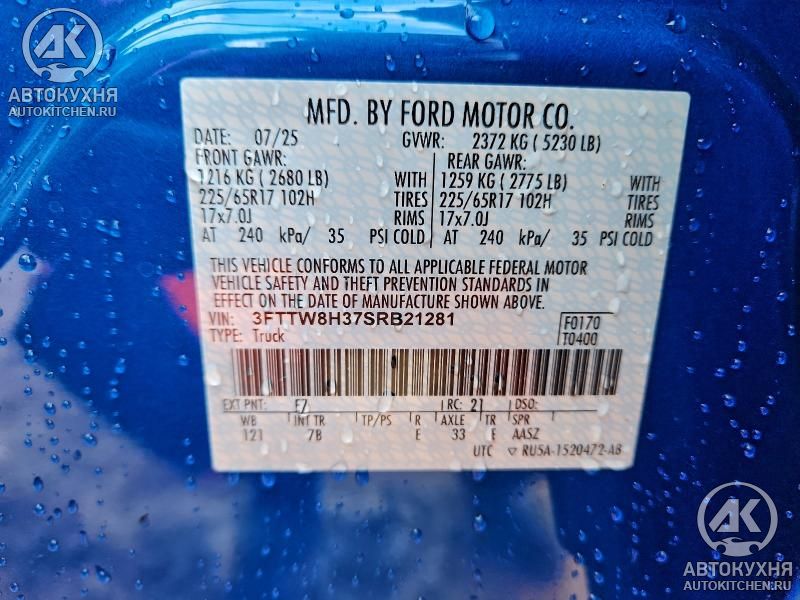 АВТОКУХНЯ
AUTOKITCHEN.RU
MFD. BY FORD MOTOR CO.
DATE: 07/25 GVWR: 2372 KG ( 5230 LB)
FRONT GAWR: REAR GAWR:
1216 KG ( 2680 LB) WITH 1259 KG ( 2775 LB) WITH
225/65R17 102H TIRES 225/65R17 102H TIRES
17x7.0J RIMS 17x7.0J RIMS
AT 240 kPa/ 35 PSI COLD AT 240 kPa/ 35 PSI COLD
THIS VEHICLE CONFORMS TO ALL APPLICABLE FEDERAL MOTOR
VEHICLE SAFETY AND THEFT PREVENTION STANDARDS IN
EFFECT ON THE DATE OF MANUFACTURE SHOWN ABOVE.
VIN: 3FTTW8H37SRB21281 F0170
TYPE: Truck T0400
EXT PNT: FZ RC: 21 DSO:
WB INT TR TP/PS R AXLE TR SPR
121 7B E 33 E AASZ
UTC ▽ RU5A-1520472-AB
АВТОКУХНЯ
AUTOKITCHEN.RU